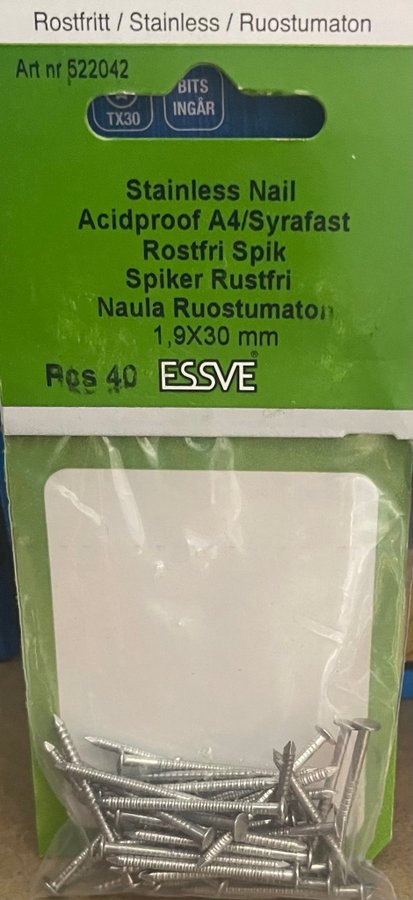 Rostfritt / Stainless / Ruostumaton
Art nr 522042
BITS
INGÅR
TX30
Stainless Nail
Acidproof A4/Syrafast
Rostfri Spik
Spiker Rustfri
Naula Ruostumaton
1,9X30 mm
Pcs 40 ESSVE®